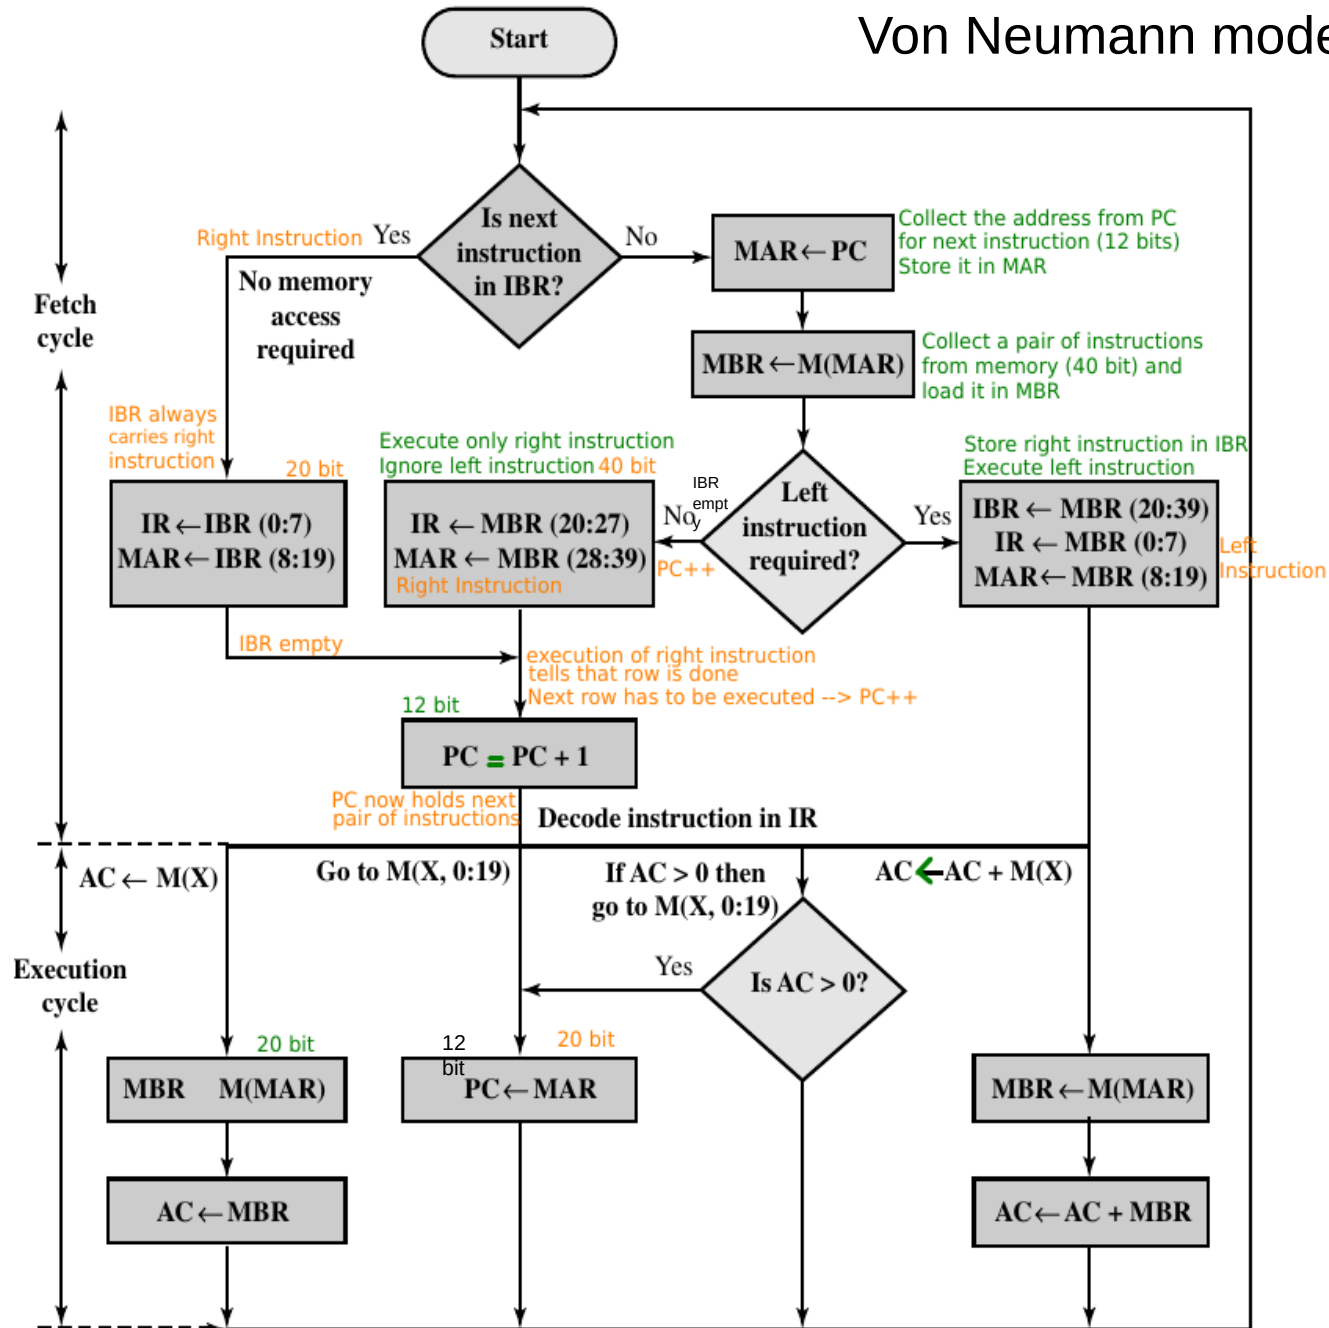 Von Neumann mode
Start
Is next
instruction
in IBR?
Right Instruction Yes
No
No memory
access
required
MAR ← PC
Collect the address from PC
for next instruction (12 bits)
Store it in MAR
Fetch
cycle
MBR ← M(MAR)
Collect a pair of instructions
from memory (40 bit) and
load it in MBR
IBR always
carries right
instruction
20 bit
IR ← IBR (0:7)
MAR ← IBR (8:19)
Execute only right instruction
Ignore left instruction 40 bit
IR ← MBR (20:27)
MAR ← MBR (28:39)
Right Instruction
IBR
empt
y
No
PC++
Left
instruction
required?
Yes
Store right instruction in IBR
Execute left instruction
IBR ← MBR (20:39)
IR ← MBR (0:7)
MAR ← MBR (8:19)
Left
Instruction
IBR empty
execution of right instruction
tells that row is done
Next row has to be executed --> PC++
12 bit
PC = PC + 1
PC now holds next
pair of instructions
Decode instruction in IR
AC ← M(X)
Go to M(X, 0:19)
If AC > 0 then
go to M(X, 0:19)
AC ← AC + M(X)
Execution
cycle
Yes
Is AC > 0?
20 bit
MBR M(MAR)
12
bit
20 bit
PC ← MAR
MBR ← M(MAR)
AC ← MBR
AC ← AC + MBR